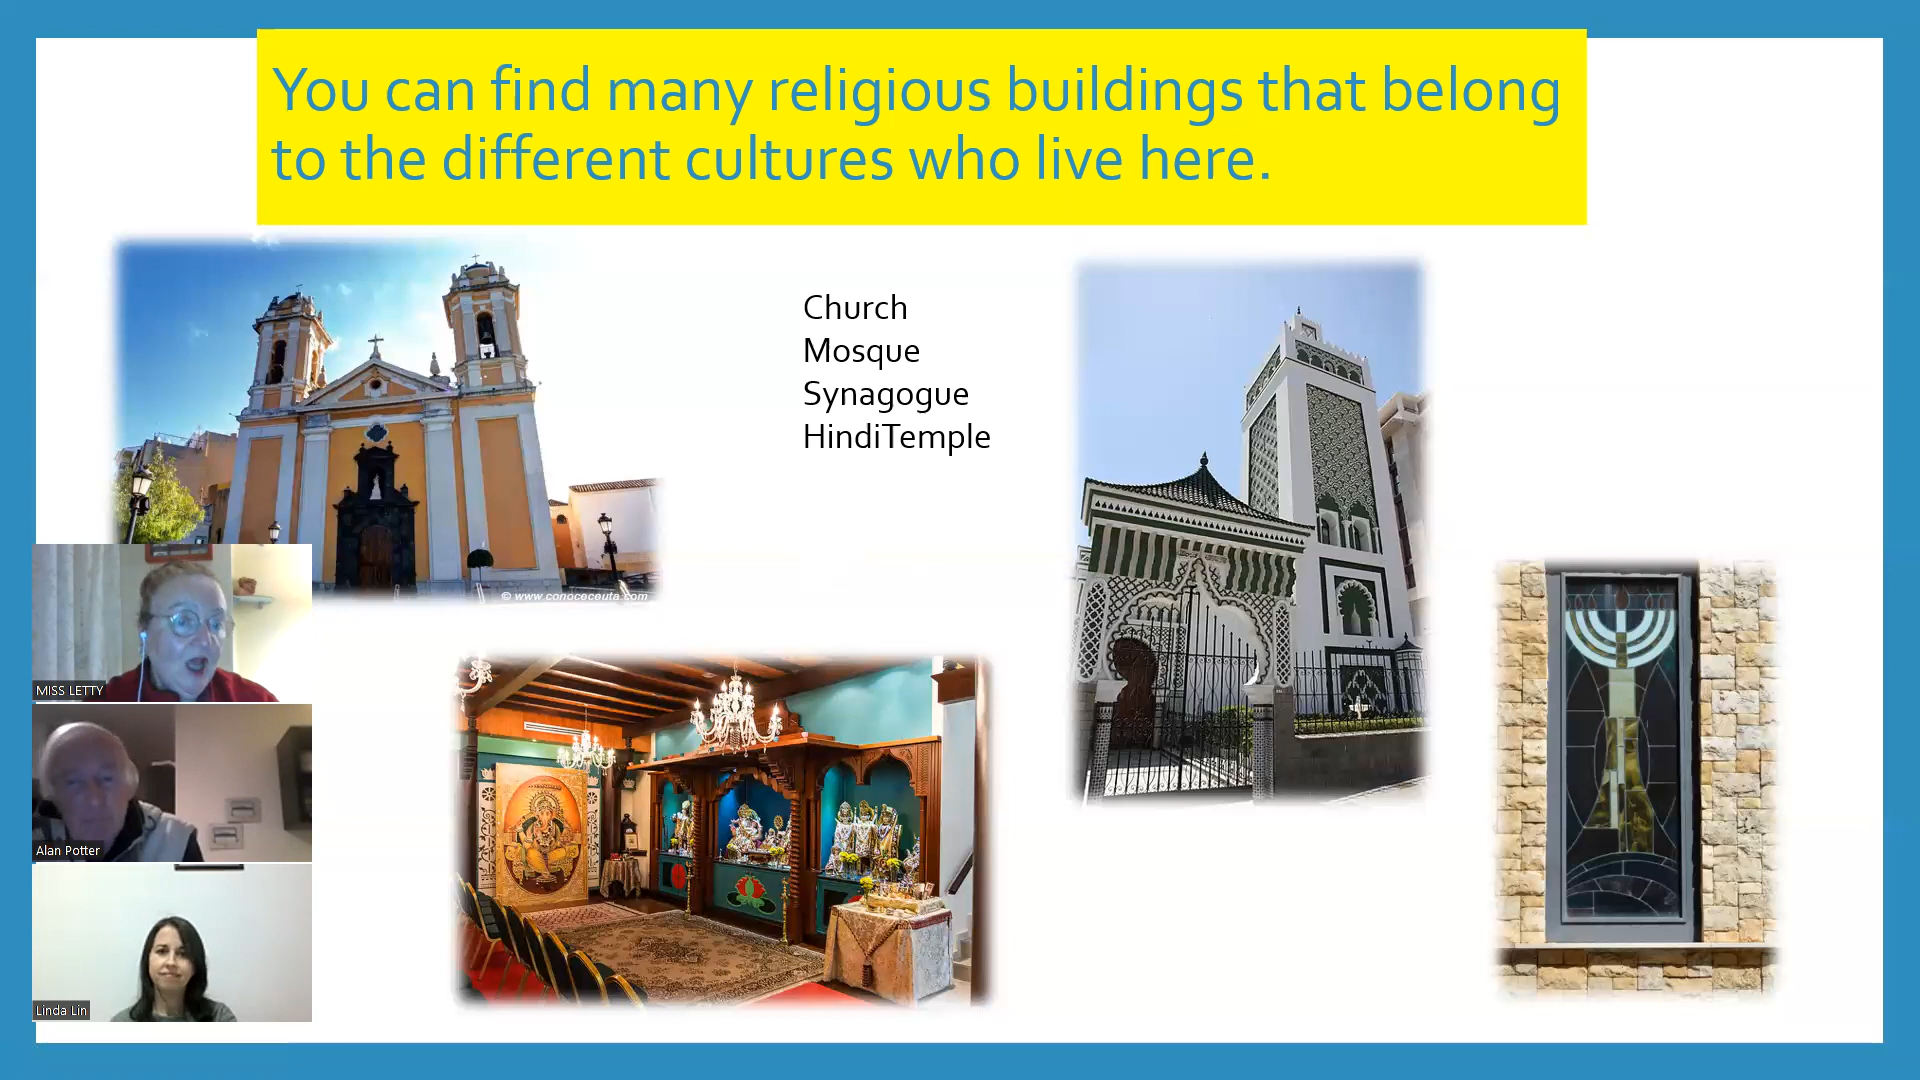 You can find many religious buildings that belong
to the different cultures who live here.
Church
Mosque
Synagogue
HindiTemple
© www.conoceceuta.com
MISS LETTY
Alan Potter
Linda Lin